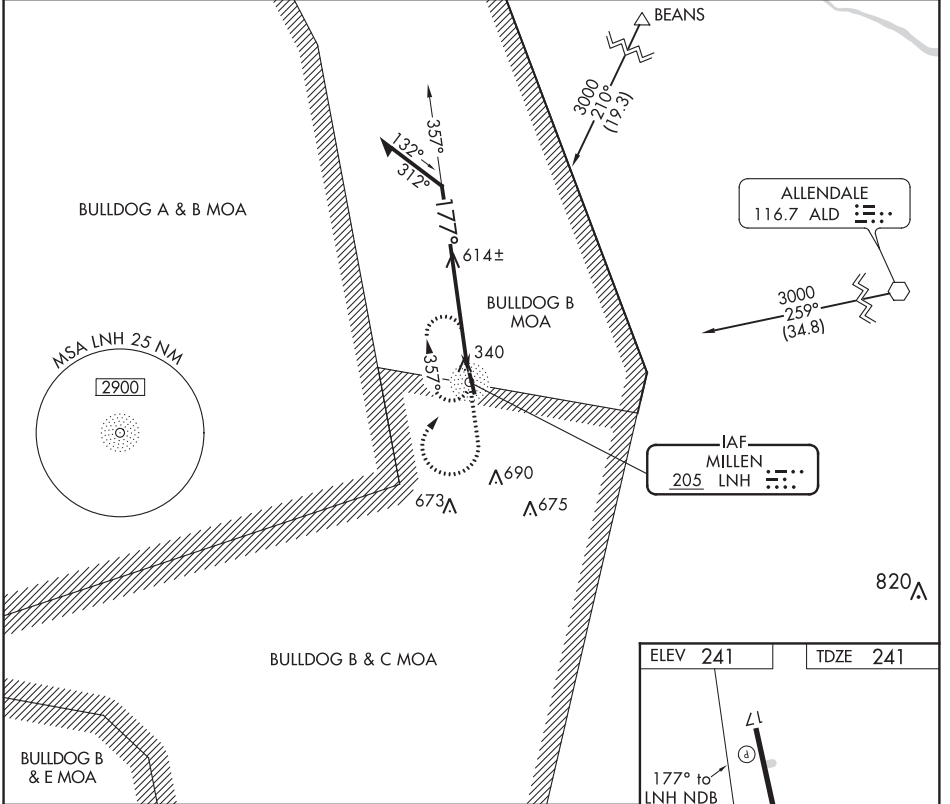 BEANS
3000
210°
(19.3)
357°
132°
312°
177°
BULLDOG A & B MOA
ALLENDALE
116.7 ALD
614±
3000
259°
(34.8)
BULLDOG B
MOA
MSA LNH 25 NM
2900
340
357°
IAF
MILLEN
205 LNH
690
673
675
820
BULLDOG B & C MOA
ELEV 241
TDZE 241
17
P
177° to
LNH NDB
BULLDOG B
& E MOA